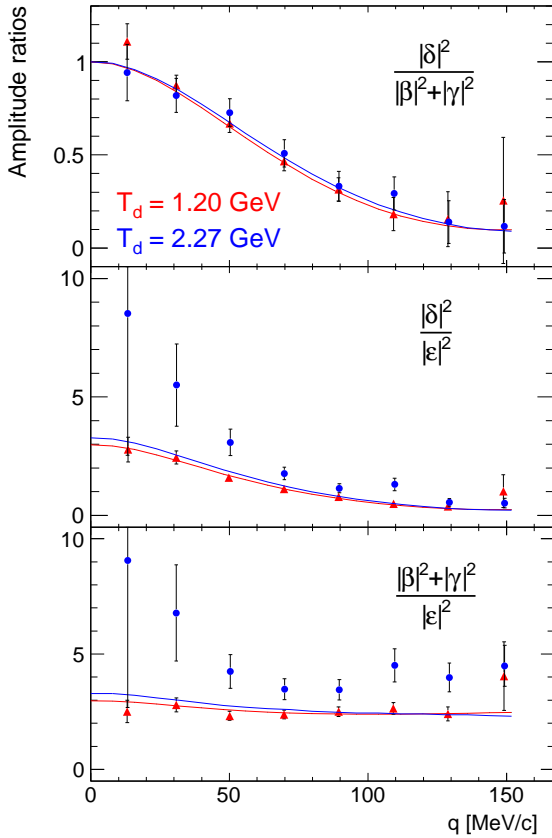 Amplitude ratios
1
0.5
0
|δ|²
|β|²+|γ|²
T_d = 1.20 GeV
T_d = 2.27 GeV
10
5
0
|δ|²
|ε|²
10
5
0
|β|²+|γ|²
|ε|²
0 50 100 150
q [MeV/c]